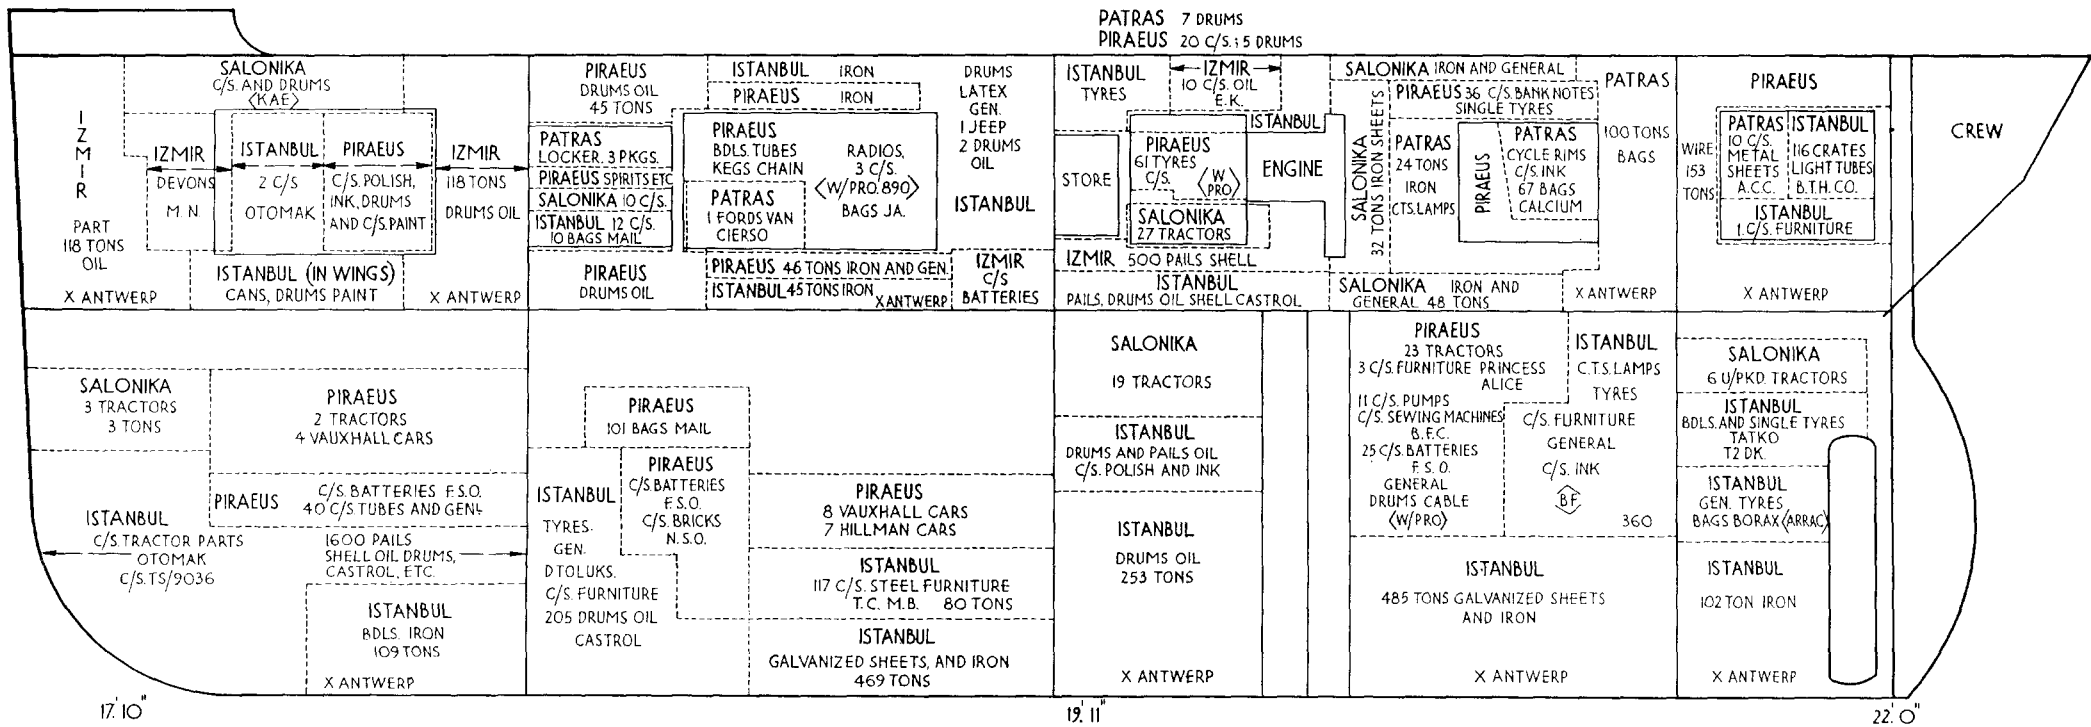 PATRAS 7 DRUMS
PIRAEUS 20 C/S.; 5 DRUMS
IZMIR
PART
118 TONS
OIL
X ANTWERP
SALONIKA
C/S. AND DRUMS
<KAE>
IZMIR
DEVONS
M. N.
ISTANBUL
2 C/S
OTOMAK
PIRAEUS
C/S. POLISH,
INK, DRUMS
AND C/S. PAINT
IZMIR
118 TONS
DRUMS OIL
ISTANBUL (IN WINGS)
CANS, DRUMS PAINT
X ANTWERP
PIRAEUS
DRUMS OIL
45 TONS
PATRAS
LOCKER. 3 PKGS.
PIRAEUS SPIRITS ETC
SALONIKA 10 C/S.
ISTANBUL 12 C/S.
10 BAGS MAIL
PIRAEUS
DRUMS OIL
ISTANBUL IRON
PIRAEUS IRON
PIRAEUS
BDLS. TUBES
KEGS CHAIN
PATRAS
1 FORDS VAN
CIERSO
RADIOS,
3 C/S.
<W/PRO. 890>
BAGS JA.
PIRAEUS 46 TONS IRON AND GEN.
ISTANBUL 45 TONS IRON
X ANTWERP
DRUMS
LATEX
GEN.
1 JEEP
2 DRUMS
OIL
ISTANBUL
IZMIR
C/S
BATTERIES
ISTANBUL
TYRES
IZMIR
10 C/S. OIL
E.K.
ISTANBUL
STORE
PIRAEUS
61 TYRES
C/S.
<W PRO>
SALONIKA
27 TRACTORS
ENGINE
IZMIR 500 PAILS SHELL
ISTANBUL
PAILS, DRUMS OIL SHELL CASTROL
SALONIKA IRON AND GENERAL
SALONIKA
32 TONS IRON SHEETS
PIRAEUS 36 C/S. BANK NOTES
SINGLE TYRES
PATRAS
24 TONS
IRON
CTS. LAMPS
PIRAEUS
PATRAS
CYCLE RIMS
C/S. INK
67 BAGS
CALCIUM
SALONIKA IRON AND
GENERAL 48 TONS
PATRAS
100 TONS
BAGS
X ANTWERP
PIRAEUS
WIRE
153
TONS
PATRAS
10 C/S.
METAL
SHEETS
A.C.C.
ISTANBUL
116 CRATES
LIGHT TUBES
B.T.H. CO.
ISTANBUL
1. C/S. FURNITURE
X ANTWERP
CREW
SALONIKA
3 TRACTORS
3 TONS
PIRAEUS
2 TRACTORS
4 VAUXHALL CARS
PIRAEUS C/S. BATTERIES F.S.O.
40 C/S TUBES AND GENL
ISTANBUL
C/S. TRACTOR PARTS
OTOMAK
C/S. TS/9036
1600 PAILS
SHELL OIL DRUMS,
CASTROL, ETC.
ISTANBUL
BDLS. IRON
109 TONS
X ANTWERP
PIRAEUS
101 BAGS MAIL
ISTANBUL
TYRES.
GEN.
DTOLUKS.
C/S. FURNITURE
205 DRUMS OIL
CASTROL
PIRAEUS
C/S. BATTERIES
F.S.O.
C/S. BRICKS
N.S.O.
PIRAEUS
8 VAUXHALL CARS
7 HILLMAN CARS
ISTANBUL
117 C/S. STEEL FURNITURE
T.C.M.B. 80 TONS
ISTANBUL
GALVANIZED SHEETS, AND IRON
469 TONS
SALONIKA
19 TRACTORS
ISTANBUL
DRUMS AND PAILS OIL
C/S. POLISH AND INK
ISTANBUL
DRUMS OIL
253 TONS
X ANTWERP
PIRAEUS
23 TRACTORS
3 C/S. FURNITURE PRINCESS
ALICE
11 C/S. PUMPS
C/S. SEWING MACHINES
B.F.C.
25 C/S. BATTERIES
F. S. O.
GENERAL
DRUMS CABLE
<W/PRO>
ISTANBUL
C.T.S. LAMPS
TYRES
C/S. FURNITURE
GENERAL
C/S. INK
<BF>
360
ISTANBUL
485 TONS GALVANIZED SHEETS
AND IRON
X ANTWERP
SALONIKA
6 U/PKD. TRACTORS
ISTANBUL
BDLS. AND SINGLE TYRES
TATKO
T2 DK.
ISTANBUL
GEN. TYRES
BAGS BORAX <ARRAC>
ISTANBUL
102 TON IRON
X ANTWERP
17.' 10"
19.' 11"
22.' 0"